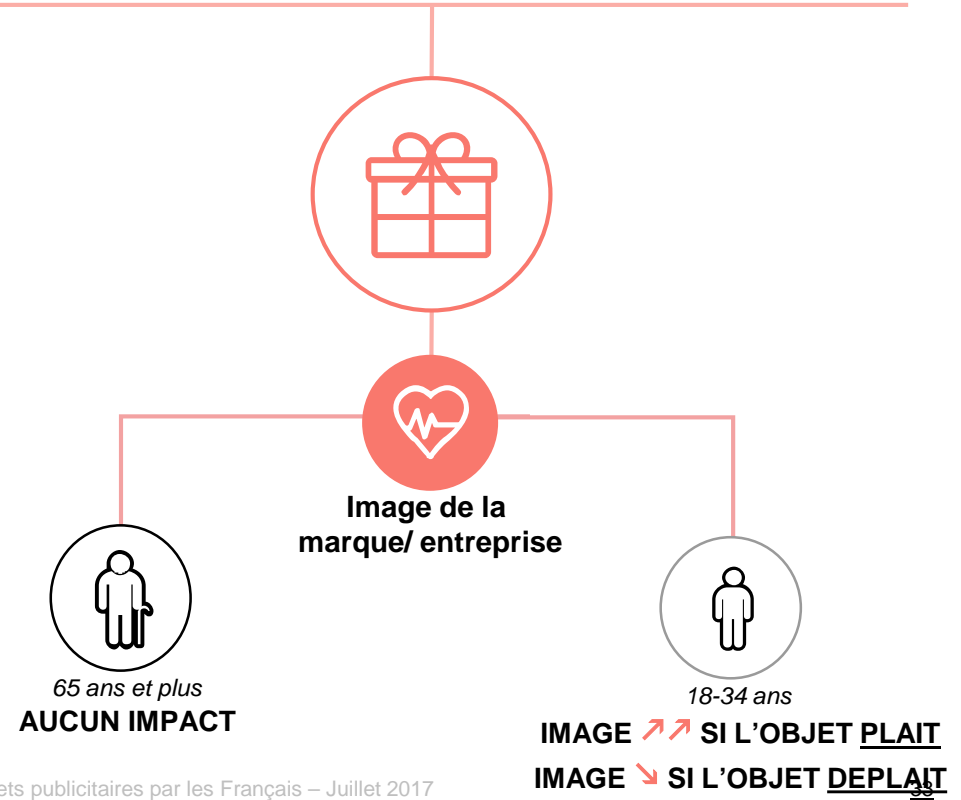 Image de la
marque/ entreprise
65 ans et plus
AUCUN IMPACT
18-34 ans
IMAGE ↗↗ SI L'OBJET PLAIT
IMAGE ↘ SI L'OBJET DEPLAIT
ets publicitaires par les Français – Juillet 2017
33